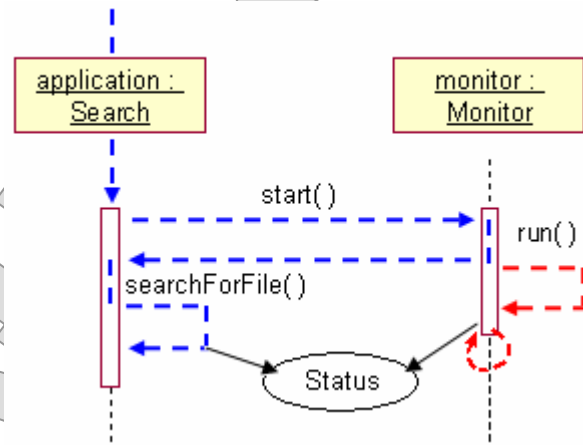 application :
Search
monitor :
Monitor
start( )
run( )
searchForFile( )
Status